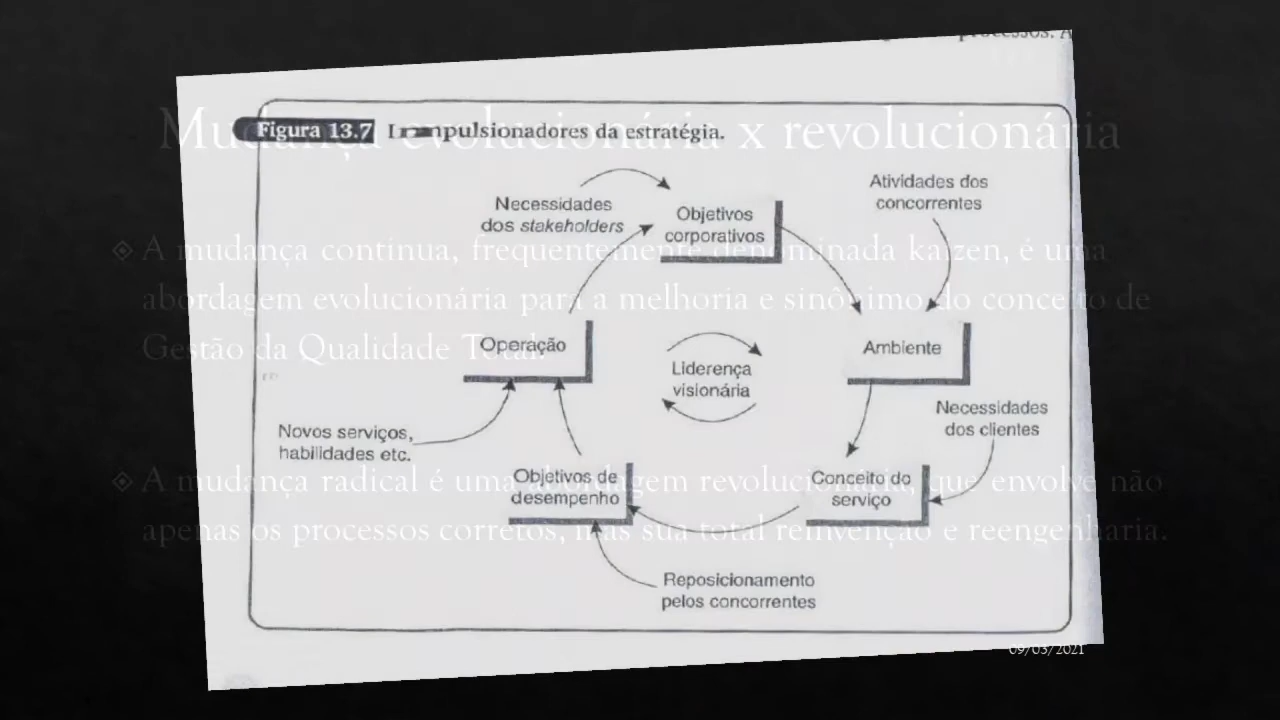 processos. A
Mudança evolucionária x revolucionária
Figura 13.7 Impulsionadores da estratégia.
Necessidades
dos stakeholders
Objetivos
corporativos
Atividades dos
concorrentes
A mudança contínua, frequentemente denominada kaizen, é uma
abordagem evolucionária para a melhoria e sinônimo do conceito de
Gestão da Qualidade Total.
Operação
Liderença
visionária
Ambiente
Necessidades
dos clientes
Novos serviços,
habilidades etc.
Objetivos de
desempenho
Conceito do
serviço
A mudança radical é uma abordagem revolucionária, que envolve não
apenas os processos corretos, mas sua total reinvenção e reengenharia.
Reposicionamento
pelos concorrentes
09/03/2021